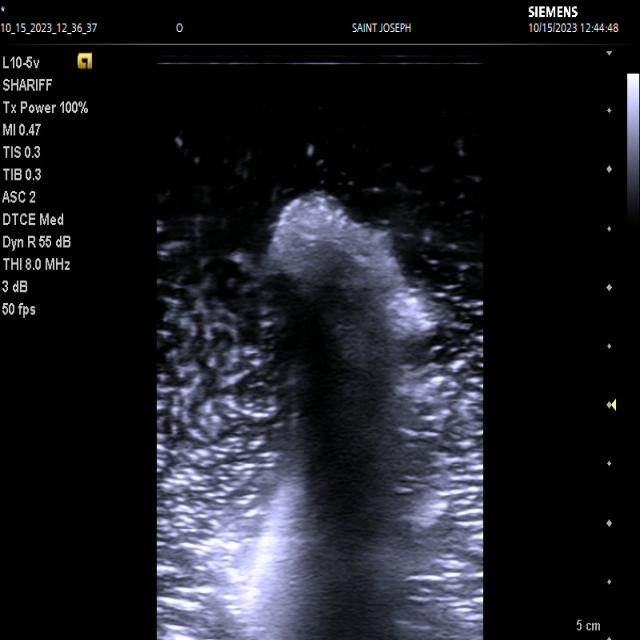 *
SIEMENS
10_15_2023_12_36_37
O
SAINT JOSEPH
10/15/2023 12:44:48
L10-5v
SHARIFF
Tx Power 100%
MI 0.47
TIS 0.3
TIB 0.3
ASC 2
DTCE Med
Dyn R 55 dB
THI 8.0 MHz
3 dB
50 fps
5 cm